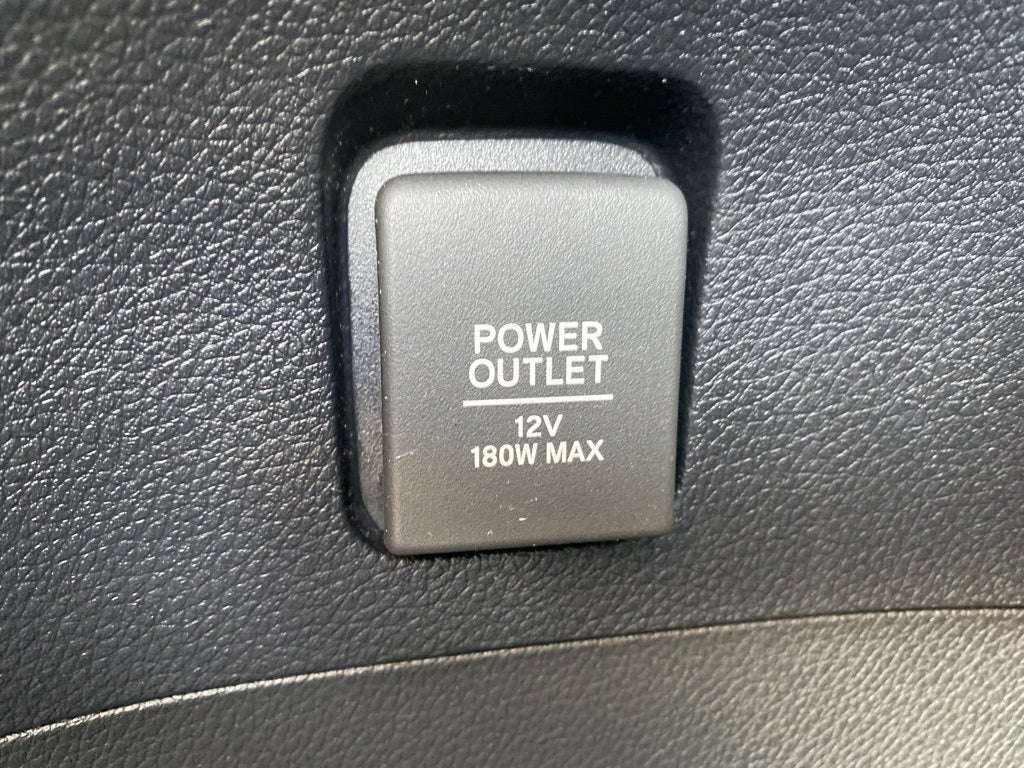 POWER
OUTLET
12V
180W MAX